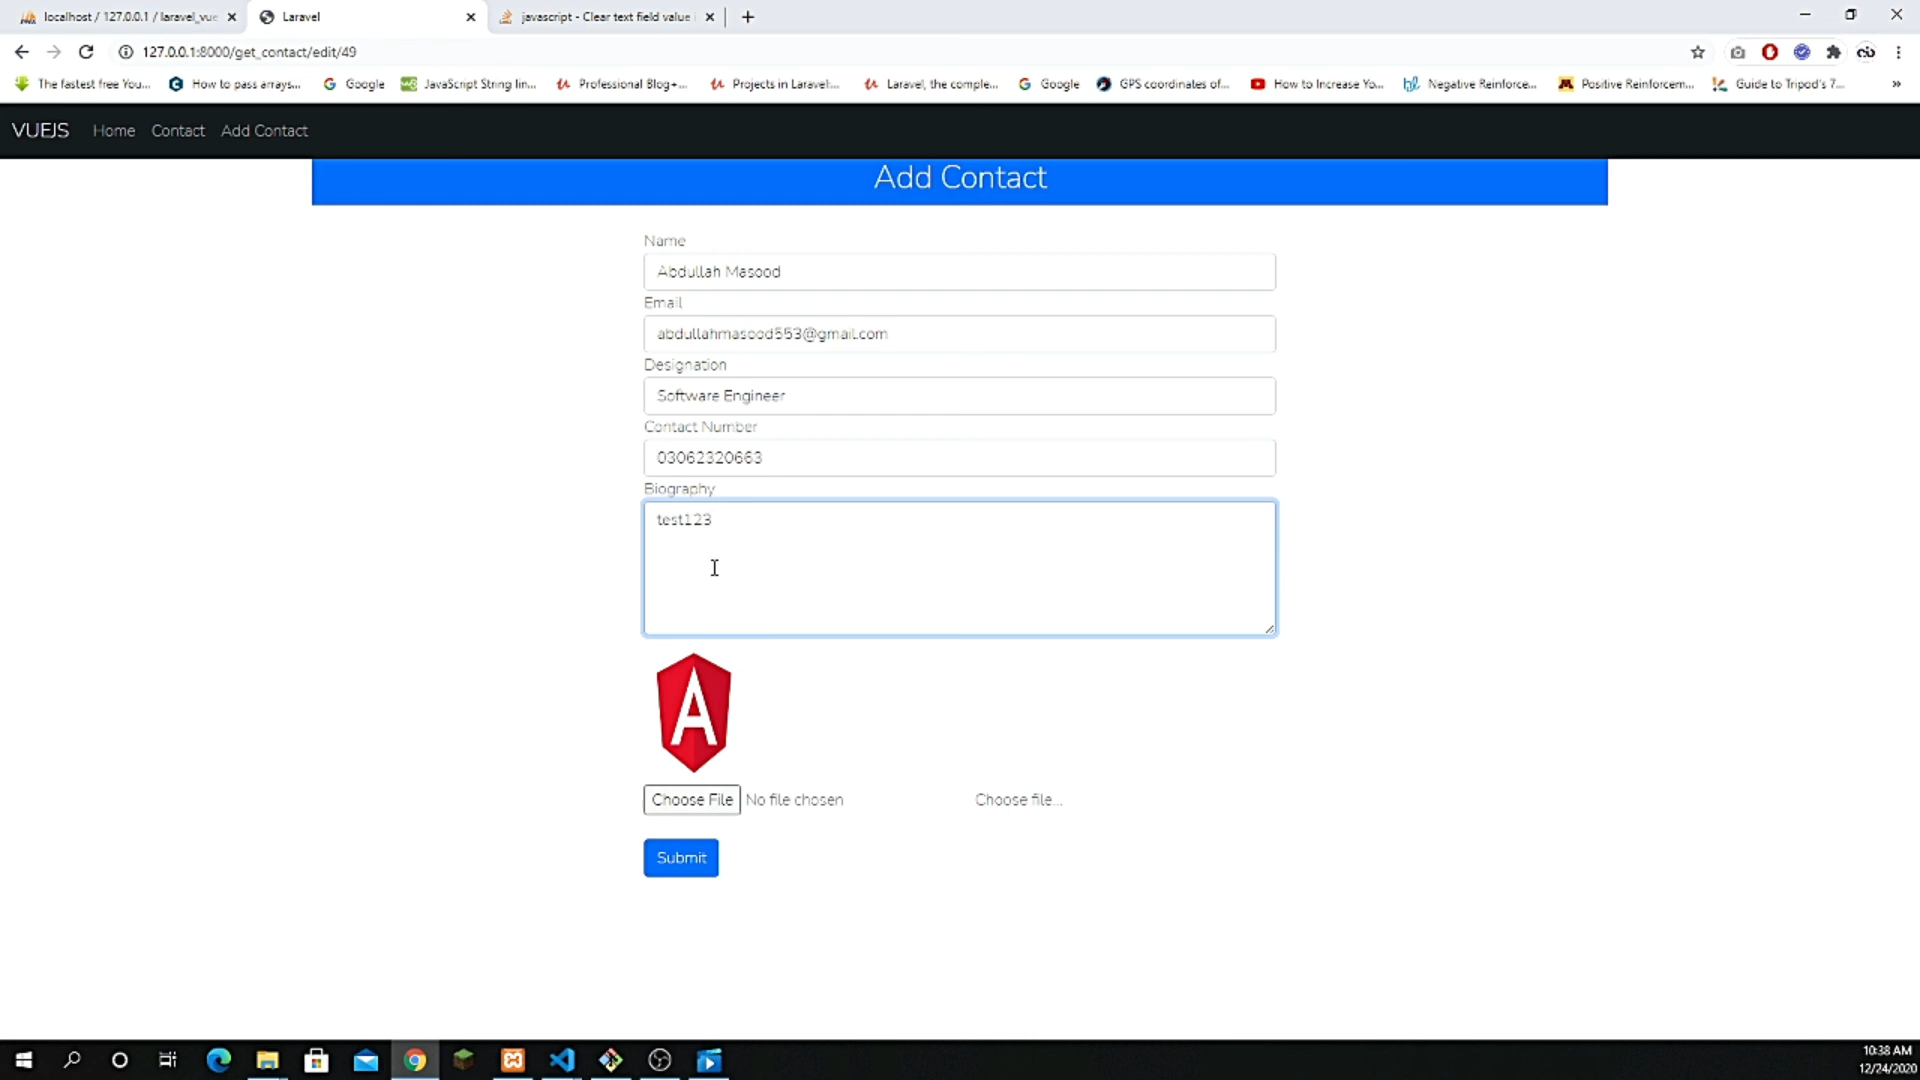 localhost / 127.0.0.1 / laravel_vue
Laravel
javascript - Clear text field value
127.0.0.1:8000/get_contact/edit/49
The fastest free You...
How to pass arrays...
Google
JavaScript String lin...
Professional Blog+...
Projects in Laravel:...
Laravel, the comple...
Google
GPS coordinates of...
How to Increase Yo...
Negative Reinforce...
Positive Reinforcem...
Guide to Tripod's 7...
»
VUEJS
Home
Contact
Add Contact
Add Contact
Name
Abdullah Masood
Email
abdullahmasood553@gmail.com
Designation
Software Engineer
Contact Number
03062320663
Biography
test123
A
Choose File No file chosen
Choose file...
Submit
10:38 AM
12/24/2020